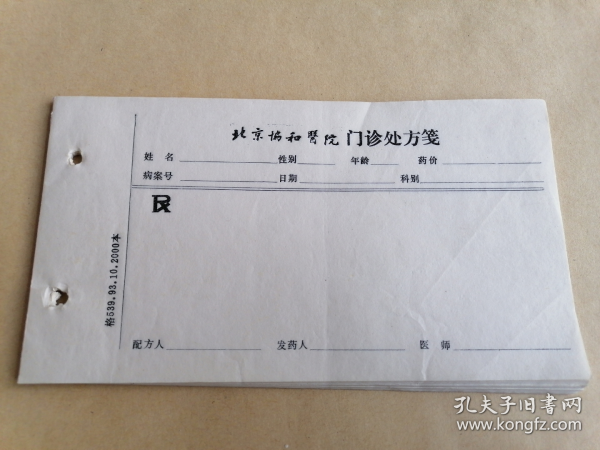 北京協和醫院 门诊处方笺
姓名 性别 年龄 药价
病案号 日期 科别
℞
格539.93.10.2000本
配方人 发药人 医师
孔夫子旧书网
www.kongfz.com